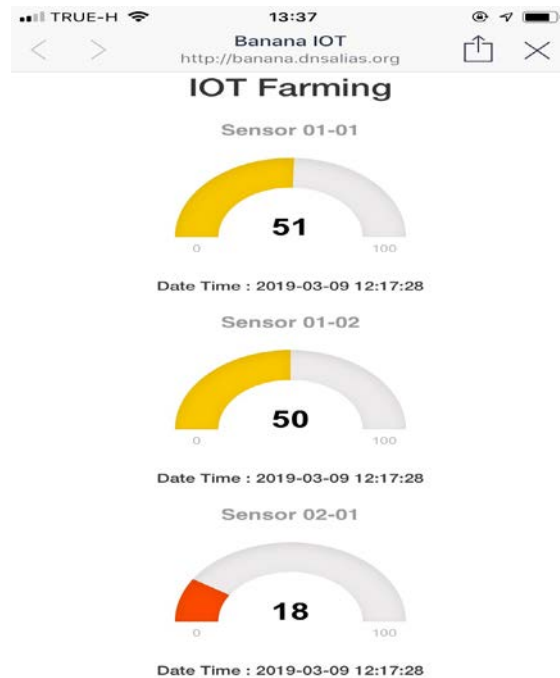 TRUE-H 13:37
Banana IOT
http://banana.dnsalias.org
IOT Farming
Sensor 01-01
51
0 100
Date Time : 2019-03-09 12:17:28
Sensor 01-02
50
0 100
Date Time : 2019-03-09 12:17:28
Sensor 02-01
18
0 100
Date Time : 2019-03-09 12:17:28